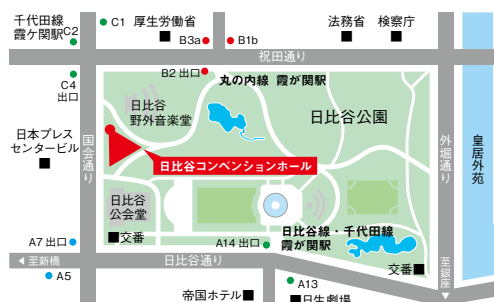 千代田線
霞ケ関駅
C2
C1
厚生労働省
B3a
B1b
法務省
検察庁
祝田通り
B2 出口
丸の内線 霞が関駅
C4
出口
日比谷
野外音楽堂
日比谷公園
日本プレス
センタービル
国会通り
日比谷コンベンションホール
外堀通り
皇居外苑
日比谷
公会堂
日比谷線・千代田線
霞が関駅
A7 出口
交番
A14 出口
至新橋
日比谷通り
交番
至銀座
A5
A13
帝国ホテル
日生劇場